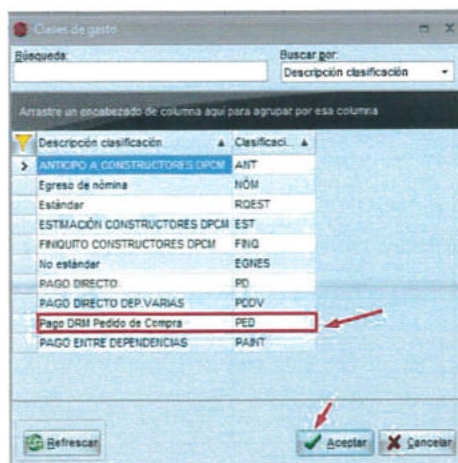 Clases de gasto
Búsqueda:
Buscar por:
Descripción clasificación
Arrastre un encabezado de columna aquí para agrupar por esa columna
Descripción clasificación Clasificaci...
ANTICIPO A CONSTRUCTORES DPCM ANT
Egreso de nómina NÓM
Estándar RQEST
ESTIMACIÓN CONSTRUCTORES DPCM EST
FINIQUITO CONSTRUCTORES DPCM FINQ
No estándar EGNES
PAGO DIRECTO PD
PAGO DIRECTO DEP.VARIAS PDDV
Pago DRM Pedido de Compra PED
PAGO ENTRE DEPENDENCIAS PAINT
Refrescar Aceptar Cancelar